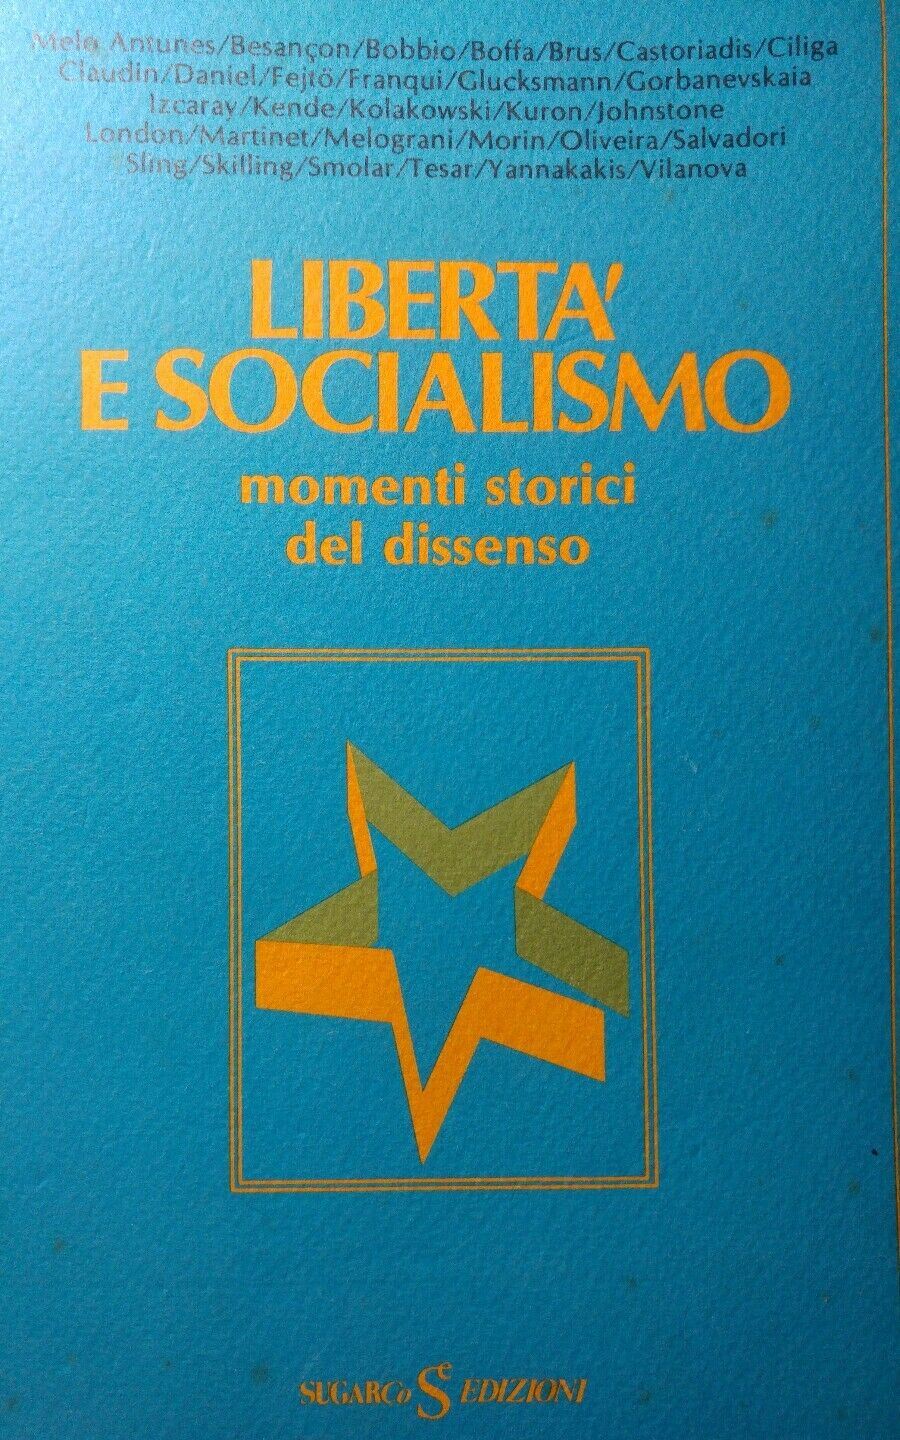 Melo Antunes/Besançon/Bobbio/Boffa/Brus/Castoriadis/Ciliga
Claudin/Daniel/Fejtö/Franqui/Glucksmann/Gorbanevskaia
Izcaray/Kende/Kolakowski/Kuron/Johnstone
London/Martinet/Melograni/Morin/Oliveira/Salvadori
Sling/Skilling/Smolar/Tesar/Yannakakis/Vilanova
LIBERTA'
E SOCIALISMO
momenti storici
del dissenso
SUGARCo Se EDIZIONI